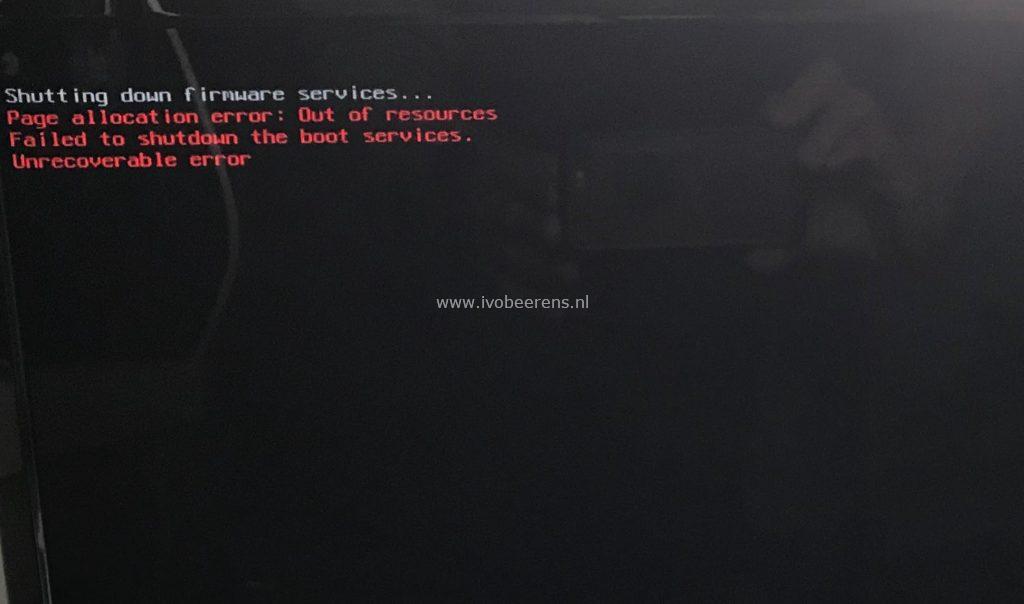 Shutting down firmware services...
Page allocation error: Out of resources
Failed to shutdown the boot services.
Unrecoverable error
www.ivobeerens.nl